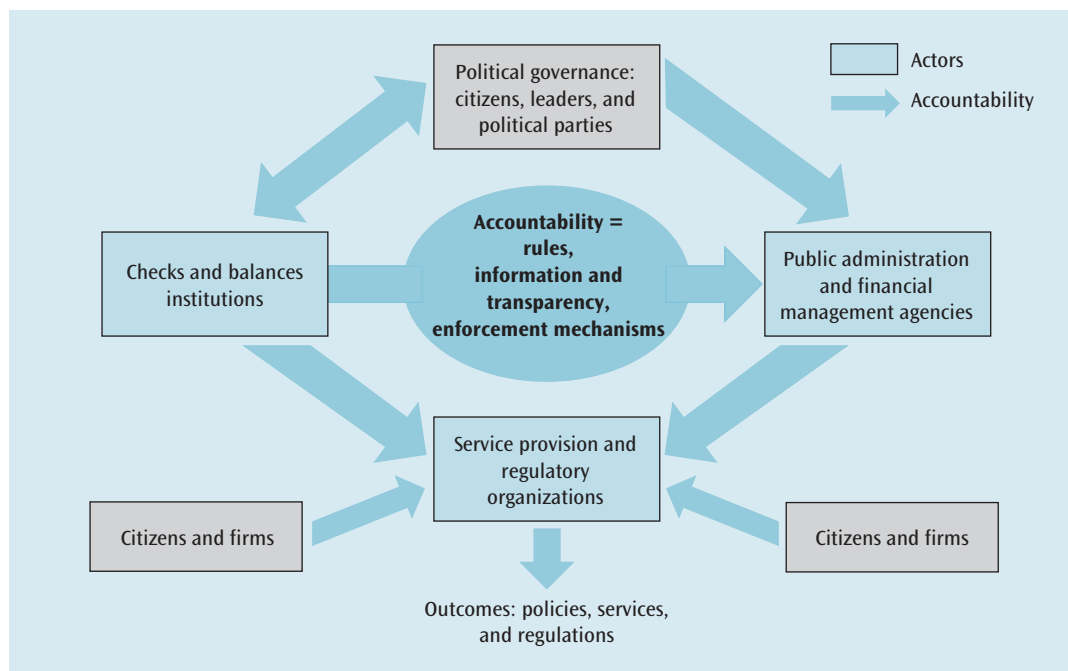 Political governance:
citizens, leaders, and
political parties
Actors
Accountability
Checks and balances
institutions
Accountability =
rules,
information and
transparency,
enforcement mechanisms
Public administration
and financial
management agencies
Service provision and
regulatory
organizations
Citizens and firms
Citizens and firms
Outcomes: policies, services,
and regulations